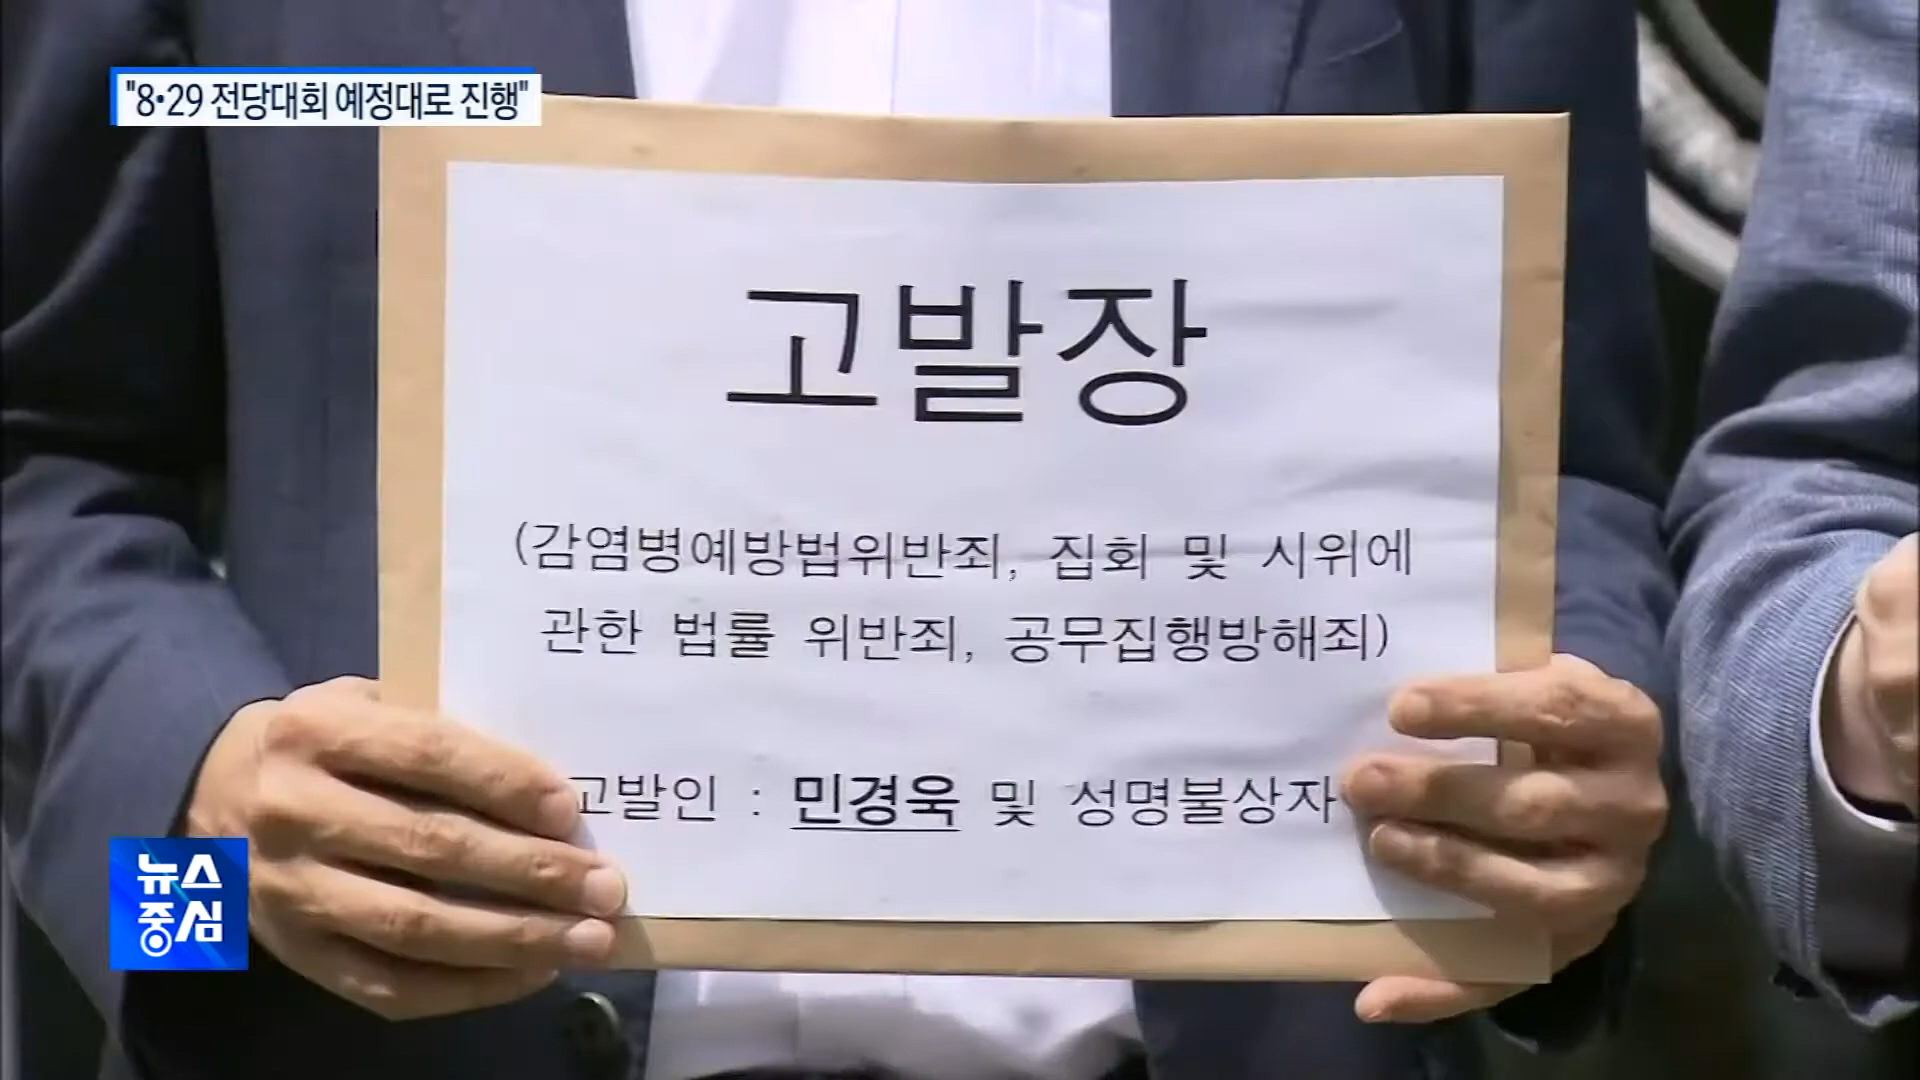 "8•29 전당대회 예정대로 진행"
고발장
(감염병예방법위반죄, 집회 및 시위에
관한 법률 위반죄, 공무집행방해죄)
고발인 : 민경욱 및 성명불상자
뉴스
중심